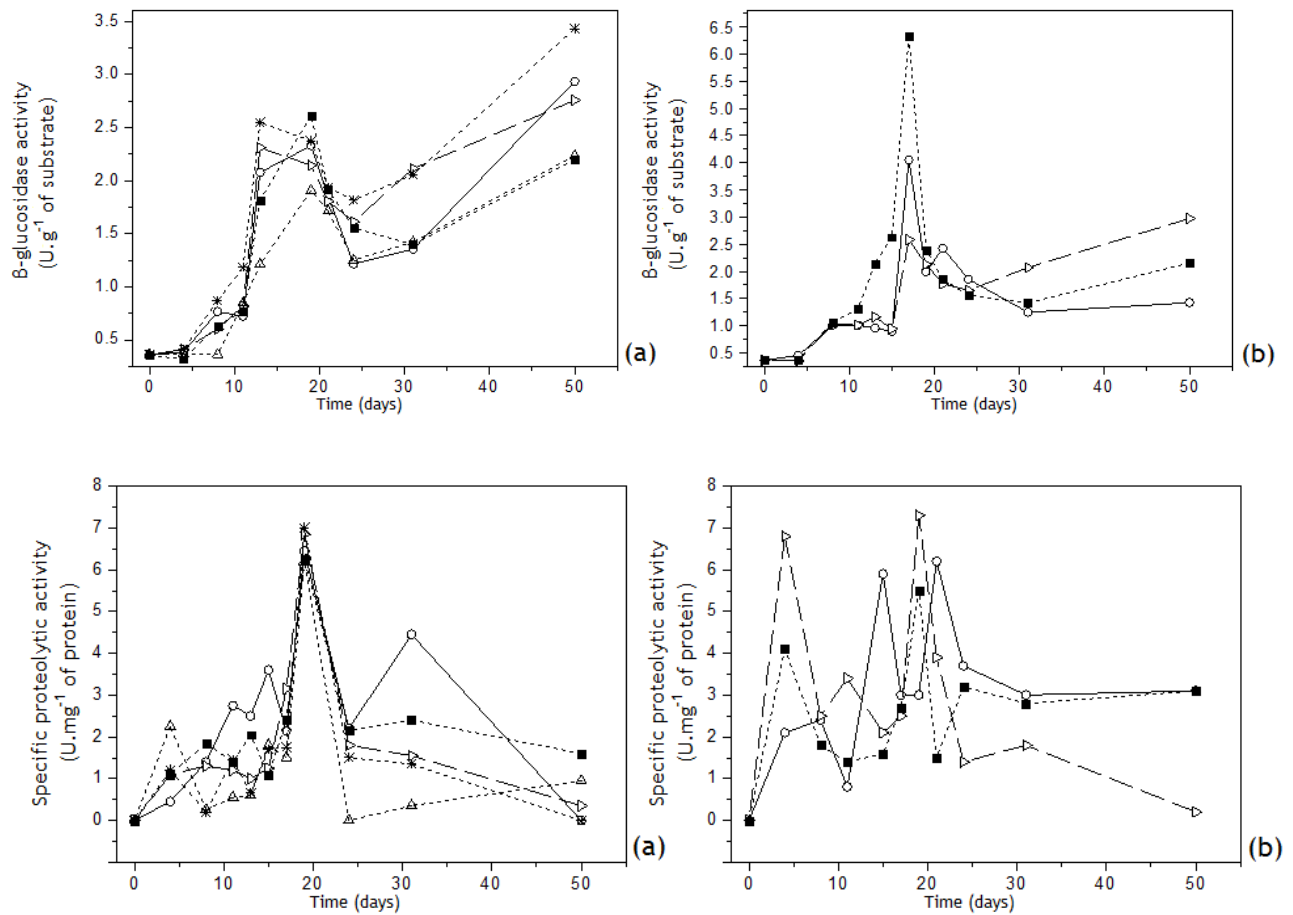 β-glucosidase activity
(U.g⁻¹ of substrate)
3.5
3.0
2.5
2.0
1.5
1.0
0.5
0 10 20 30 40 50
Time (days)
(a)
β-glucosidase activity
(U.g⁻¹ of substrate)
6.5
6.0
5.5
5.0
4.5
4.0
3.5
3.0
2.5
2.0
1.5
1.0
0.5
0 10 20 30 40 50
Time (days)
(b)
Specific proteolytic activity
(U.mg⁻¹ of protein)
8
7
6
5
4
3
2
1
0
0 10 20 30 40 50
Time (days)
(a)
Specific proteolytic activity
(U.mg⁻¹ of protein)
8
7
6
5
4
3
2
1
0
0 10 20 30 40 50
Time (days)
(b)